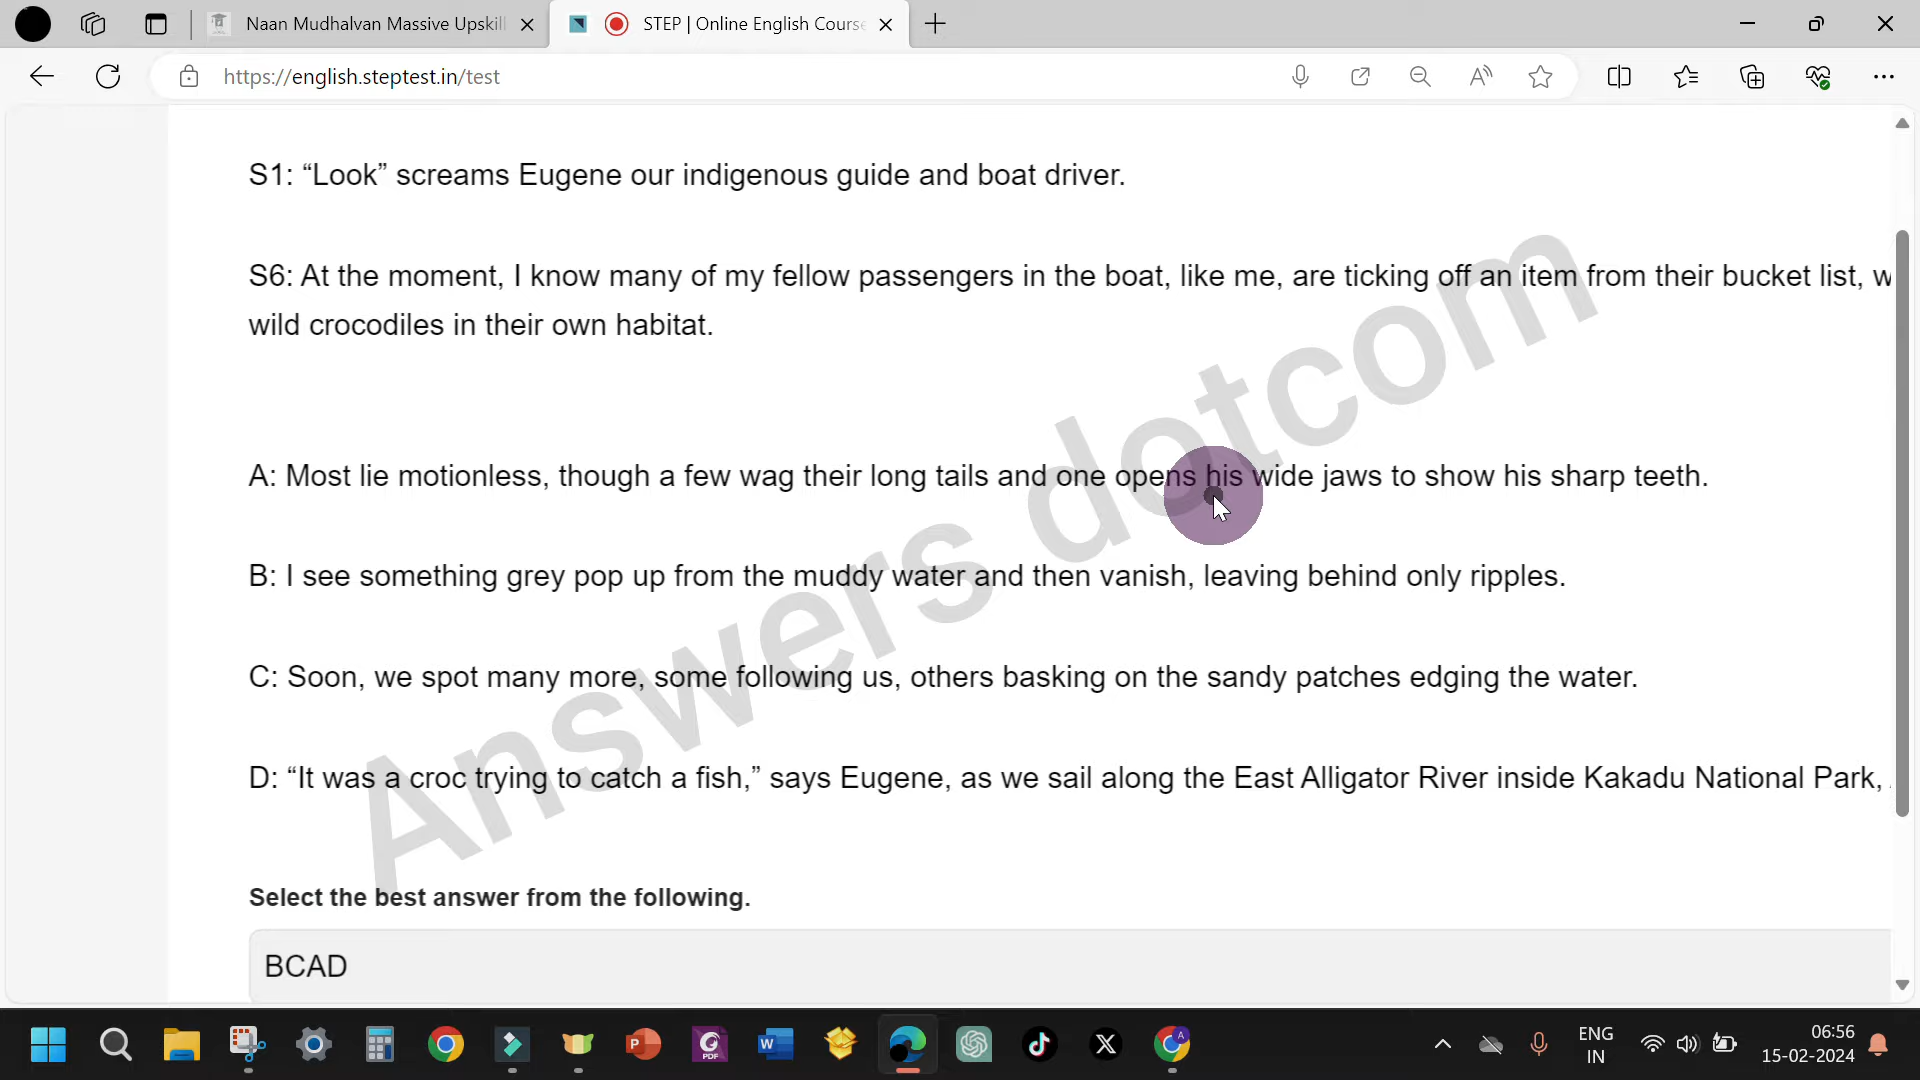 Naan Mudhalvan Massive Upskill
STEP | Online English Course
https://english.steptest.in/test
S1: “Look” screams Eugene our indigenous guide and boat driver.
S6: At the moment, I know many of my fellow passengers in the boat, like me, are ticking off an item from their bucket list, w
wild crocodiles in their own habitat.
A: Most lie motionless, though a few wag their long tails and one opens his wide jaws to show his sharp teeth.
B: I see something grey pop up from the muddy water and then vanish, leaving behind only ripples.
C: Soon, we spot many more, some following us, others basking on the sandy patches edging the water.
D: “It was a croc trying to catch a fish,” says Eugene, as we sail along the East Alligator River inside Kakadu National Park,
Answers dotcom
Select the best answer from the following.
BCAD
ENG
IN
06:56
15-02-2024